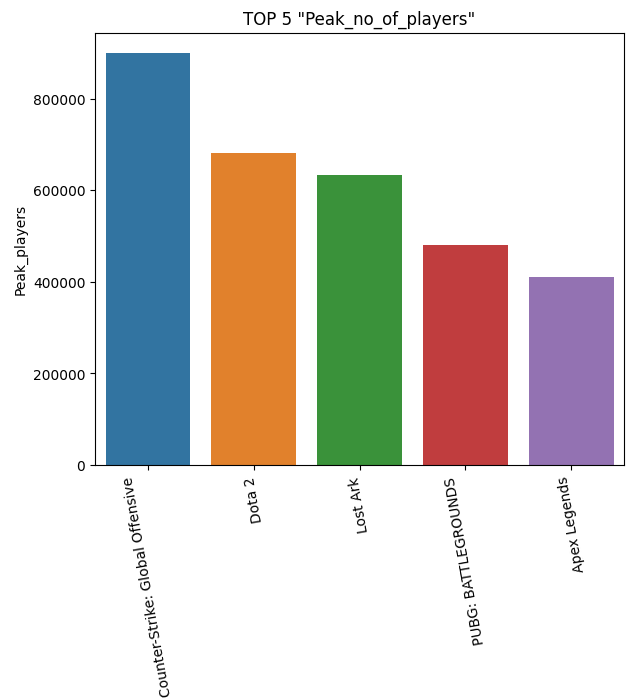 TOP 5 "Peak_no_of_players"
Peak_players
800000
600000
400000
200000
0
Counter-Strike: Global Offensive
Dota 2
Lost Ark
PUBG: BATTLEGROUNDS
Apex Legends